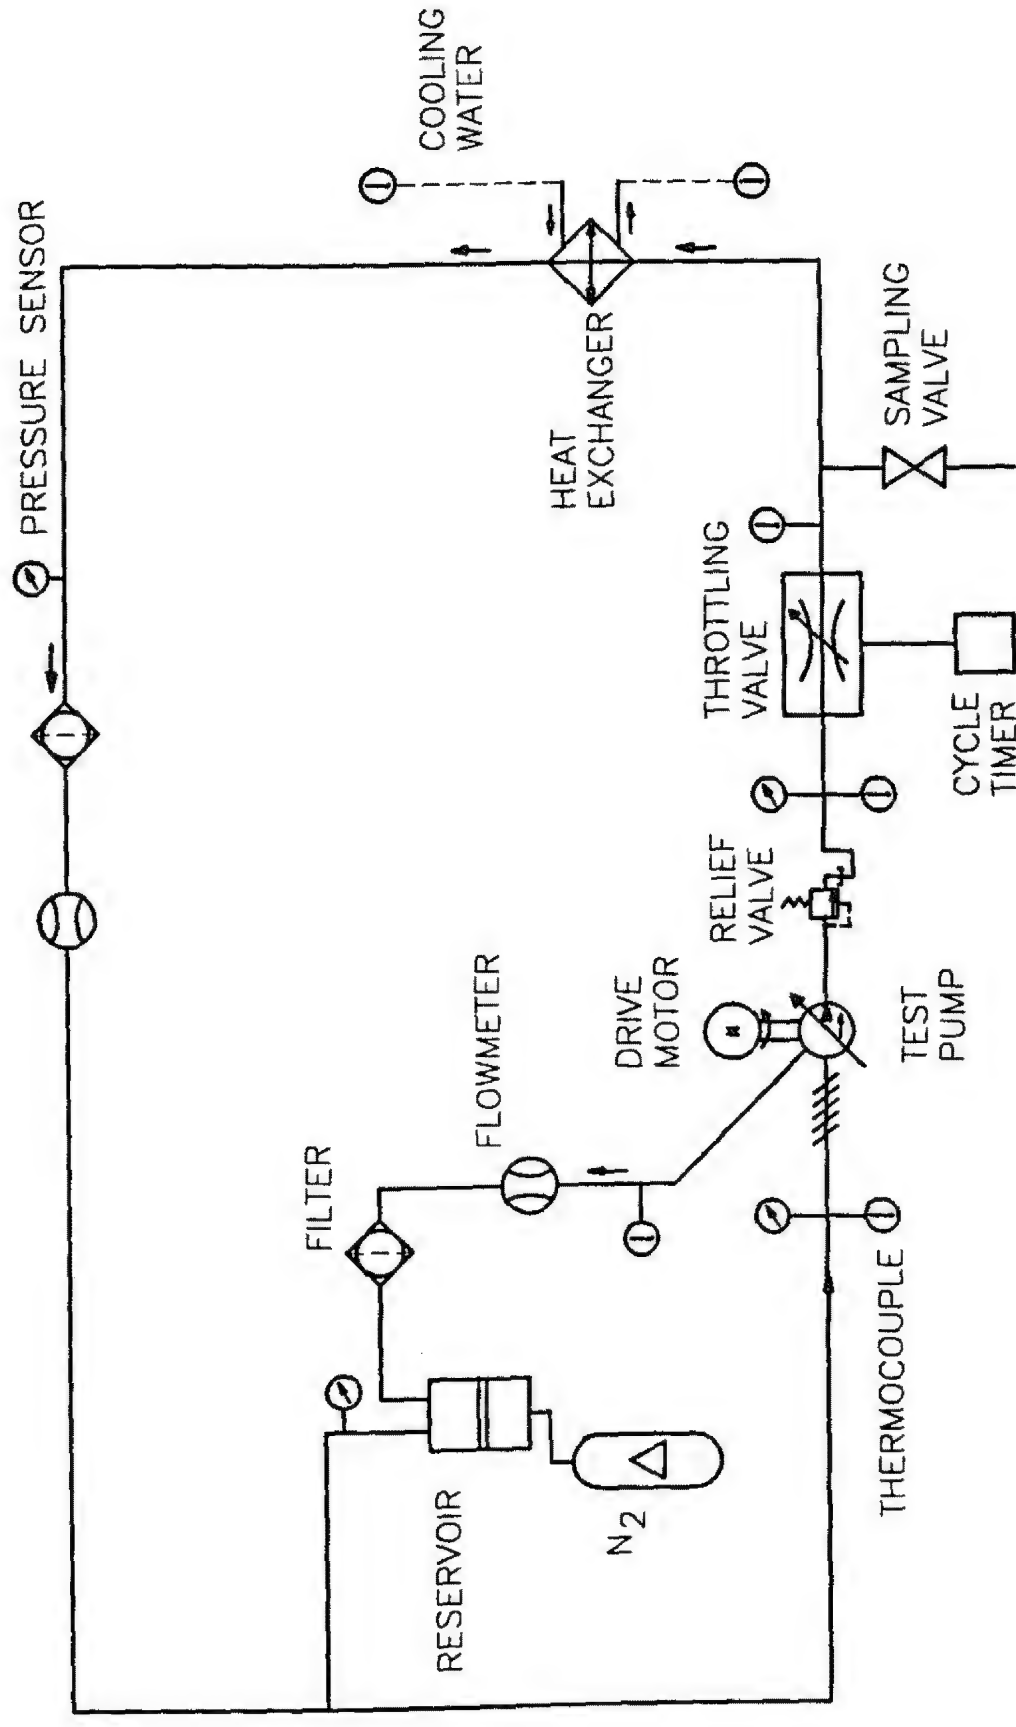 PRESSURE SENSOR
COOLING
WATER
HEAT
EXCHANGER
SAMPLING
VALVE
THROTTLING
VALVE
CYCLE
TIMER
RELIEF
VALVE
DRIVE
MOTOR
TEST
PUMP
FLOWMETER
FILTER
THERMOCOUPLE
RESERVOIR
N2